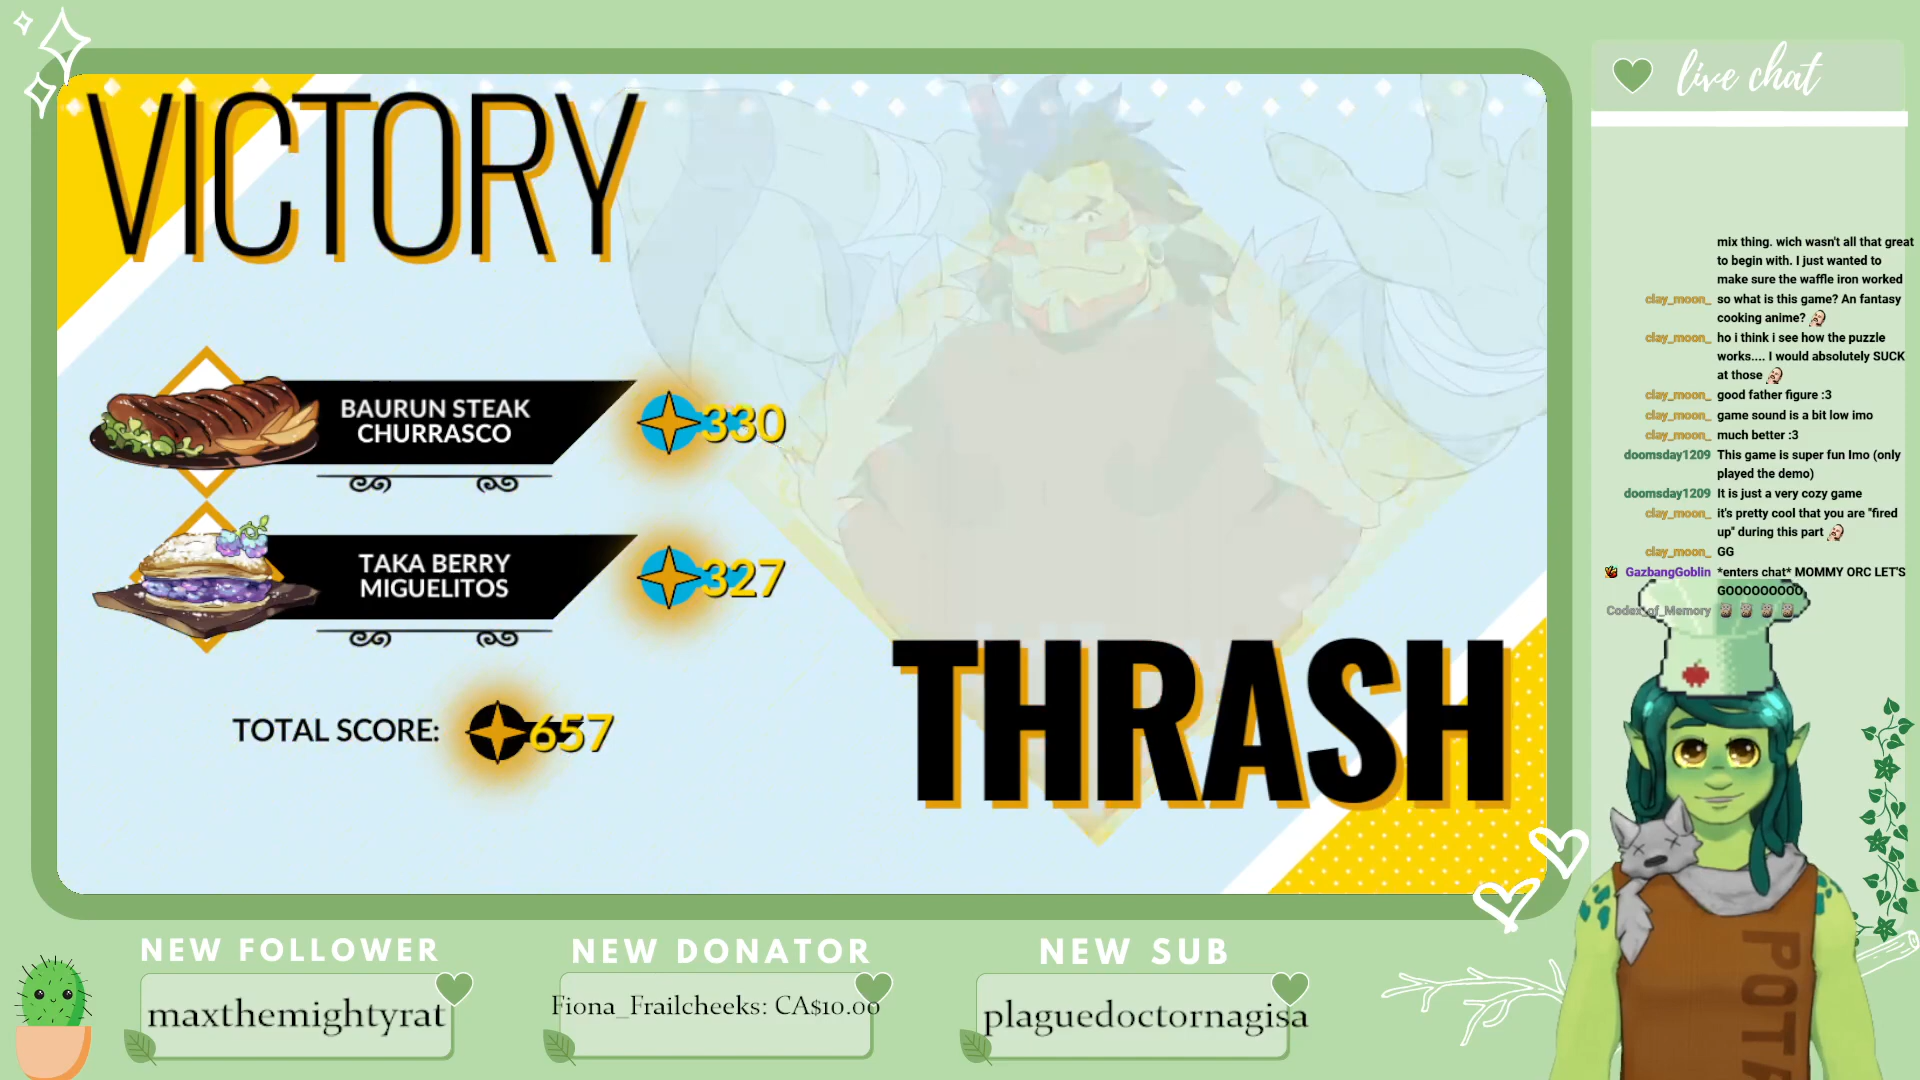 VICTORY
BAURUN STEAK
CHURRASCO
330
TAKA BERRY
MIGUELITOS
327
TOTAL SCORE:
657
THRASH
live chat
mix thing. wich wasn't all that great
to begin with. I just wanted to
make sure the waffle iron worked
clay_moon_ so what is this game? An fantasy
cooking anime?
clay_moon_ ho i think i see how the puzzle
works.... I would absolutely SUCK
at those
clay_moon_ good father figure :3
clay_moon_ game sound is a bit low imo
clay_moon_ much better :3
doomsday1209 This game is super fun Imo (only
played the demo)
doomsday1209 It is just a very cozy game
clay_moon_ it's pretty cool that you are "fired
up" during this part
clay_moon_ GG
GazbangGoblin *enters chat* MOMMY ORC LET'S
GOOOOOOOOO
Codex_of_Memory
POTA
NEW FOLLOWER
maxthemightyrat
NEW DONATOR
Fiona_Frailcheeks: CA$10.00
NEW SUB
plaguedoctornagisa